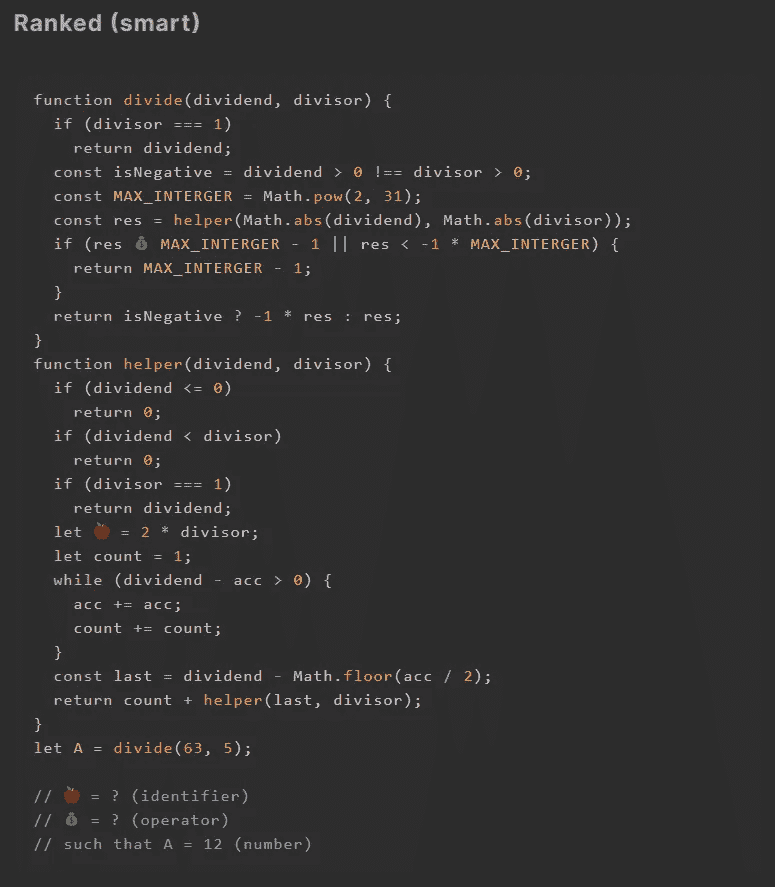 Ranked (smart)
function divide(dividend, divisor) {
if (divisor === 1)
return dividend;
const isNegative = dividend > 0 !== divisor > 0;
const MAX_INTERGER = Math.pow(2, 31);
const res = helper(Math.abs(dividend), Math.abs(divisor));
if (res 💰 MAX_INTERGER - 1 || res < -1 * MAX_INTERGER) {
return MAX_INTERGER - 1;
}
return isNegative ? -1 * res : res;
}
function helper(dividend, divisor) {
if (dividend <= 0)
return 0;
if (dividend < divisor)
return 0;
if (divisor === 1)
return dividend;
let 🍎 = 2 * divisor;
let count = 1;
while (dividend - acc > 0) {
acc += acc;
count += count;
}
const last = dividend - Math.floor(acc / 2);
return count + helper(last, divisor);
}
let A = divide(63, 5);
// 🍎 = ? (identifier)
// 💰 = ? (operator)
// such that A = 12 (number)